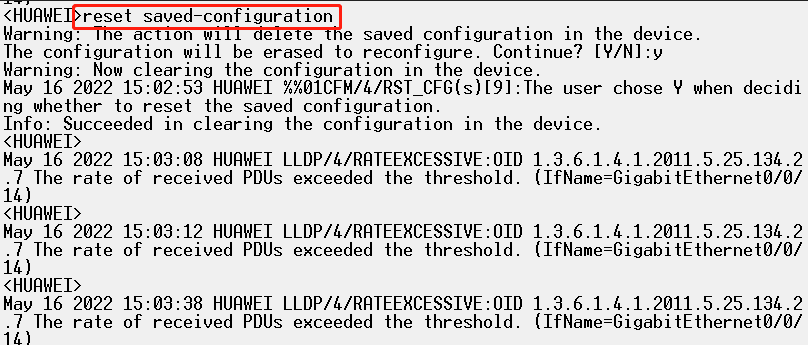 14)
<HUAWEI>reset saved-configuration
Warning: The action will delete the saved configuration in the device.
The configuration will be erased to reconfigure. Continue? [Y/N]:y
Warning: Now clearing the configuration in the device.
May 16 2022 15:02:53 HUAWEI %%01CFM/4/RST_CFG(s)[9]:The user chose Y when decidi
ng whether to reset the saved configuration.
Info: Succeeded in clearing the configuration in the device.
<HUAWEI>
May 16 2022 15:03:08 HUAWEI LLDP/4/RATEEXCESSIVE:OID 1.3.6.1.4.1.2011.5.25.134.2
.7 The rate of received PDUs exceeded the threshold. (IfName=GigabitEthernet0/0/
14)
<HUAWEI>
May 16 2022 15:03:12 HUAWEI LLDP/4/RATEEXCESSIVE:OID 1.3.6.1.4.1.2011.5.25.134.2
.7 The rate of received PDUs exceeded the threshold. (IfName=GigabitEthernet0/0/
14)
<HUAWEI>
May 16 2022 15:03:38 HUAWEI LLDP/4/RATEEXCESSIVE:OID 1.3.6.1.4.1.2011.5.25.134.2
.7 The rate of received PDUs exceeded the threshold. (IfName=GigabitEthernet0/0/
14)